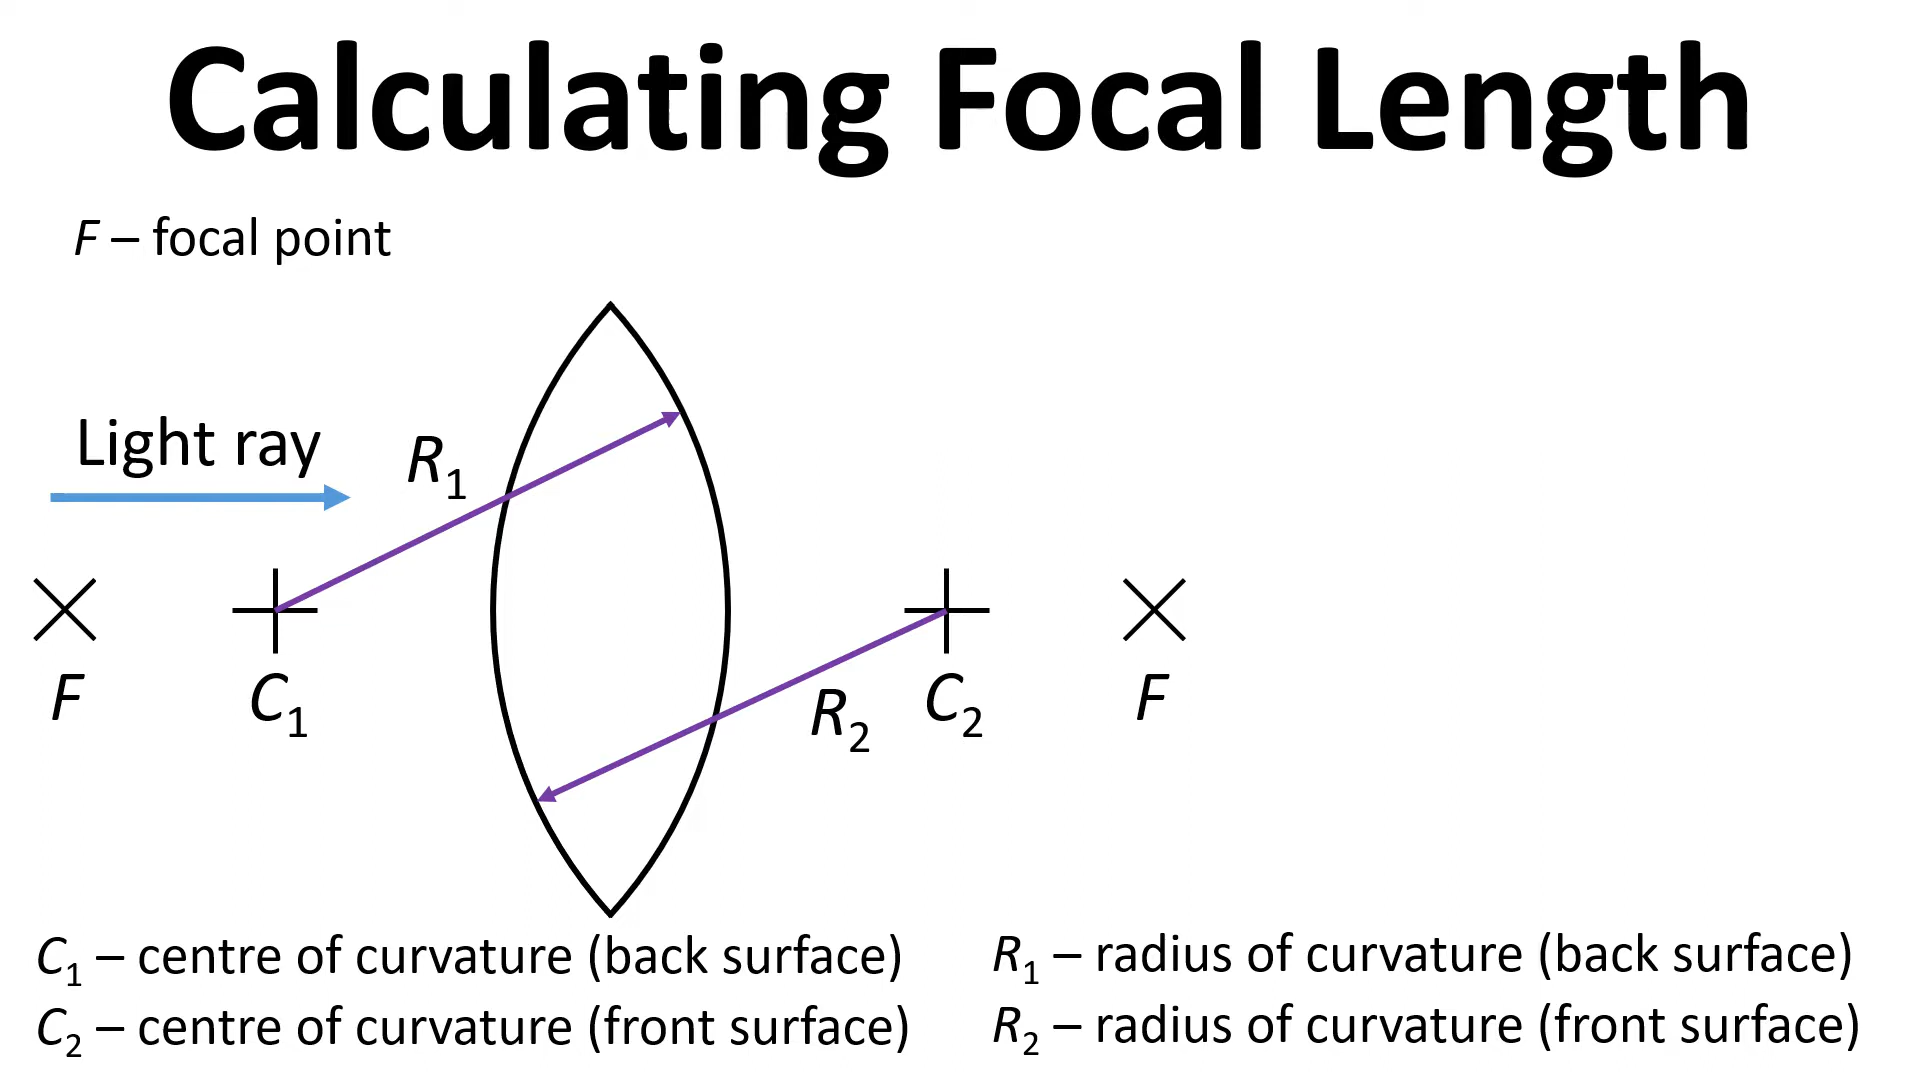 Calculating Focal Length
F – focal point
Light ray
R₁
F
C₁
R₂
C₂
F
C₁ – centre of curvature (back surface)
C₂ – centre of curvature (front surface)
R₁ – radius of curvature (back surface)
R₂ – radius of curvature (front surface)